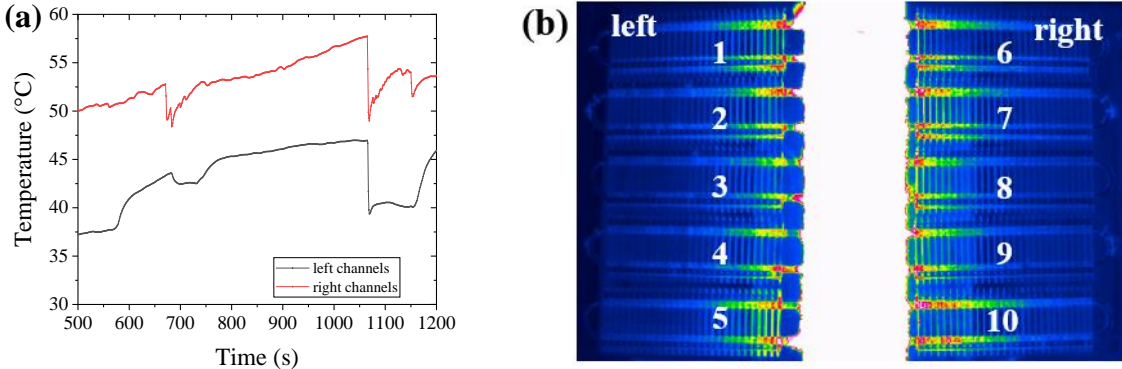 (a)
60
55
50
45
40
35
30
Temperature (°C)
left channels
right channels
500 600 700 800 900 1000 1100 1200
Time (s)
(b)
left
right
1
2
3
4
5
6
7
8
9
10